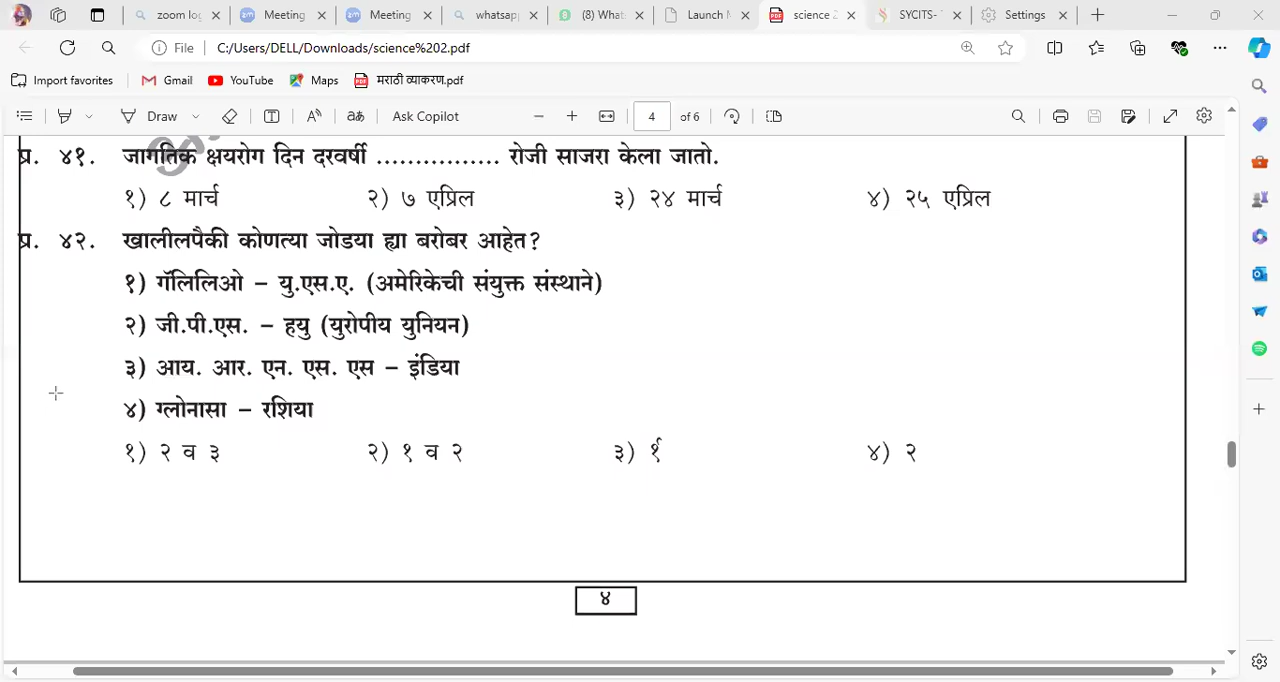 zoom log
Meeting
Meeting
whatsapp
(8) What
Launch M
science 2
SYCITS-
Settings
File C:/Users/DELL/Downloads/science%202.pdf
Import favorites Gmail YouTube Maps मराठी व्याकरण.pdf
Draw Ask Copilot 4 of 6
प्र. ४१. जागतिक क्षयरोग दिन दरवर्षी ................ रोजी साजरा केला जातो.
१) ८ मार्च २) ७ एप्रिल ३) २४ मार्च ४) २५ एप्रिल
प्र. ४२. खालीलपैकी कोणत्या जोडया ह्या बरोबर आहेत?
१) गॅलिलिओ – यु.एस.ए. (अमेरिकेची संयुक्त संस्थाने)
२) जी.पी.एस. – हयु (युरोपीय युनियन)
३) आय. आर. एन. एस. एस – इंडिया
४) ग्लोनासा – रशिया
१) २ व ३ २) १ व २ ३) १ ४) २
४